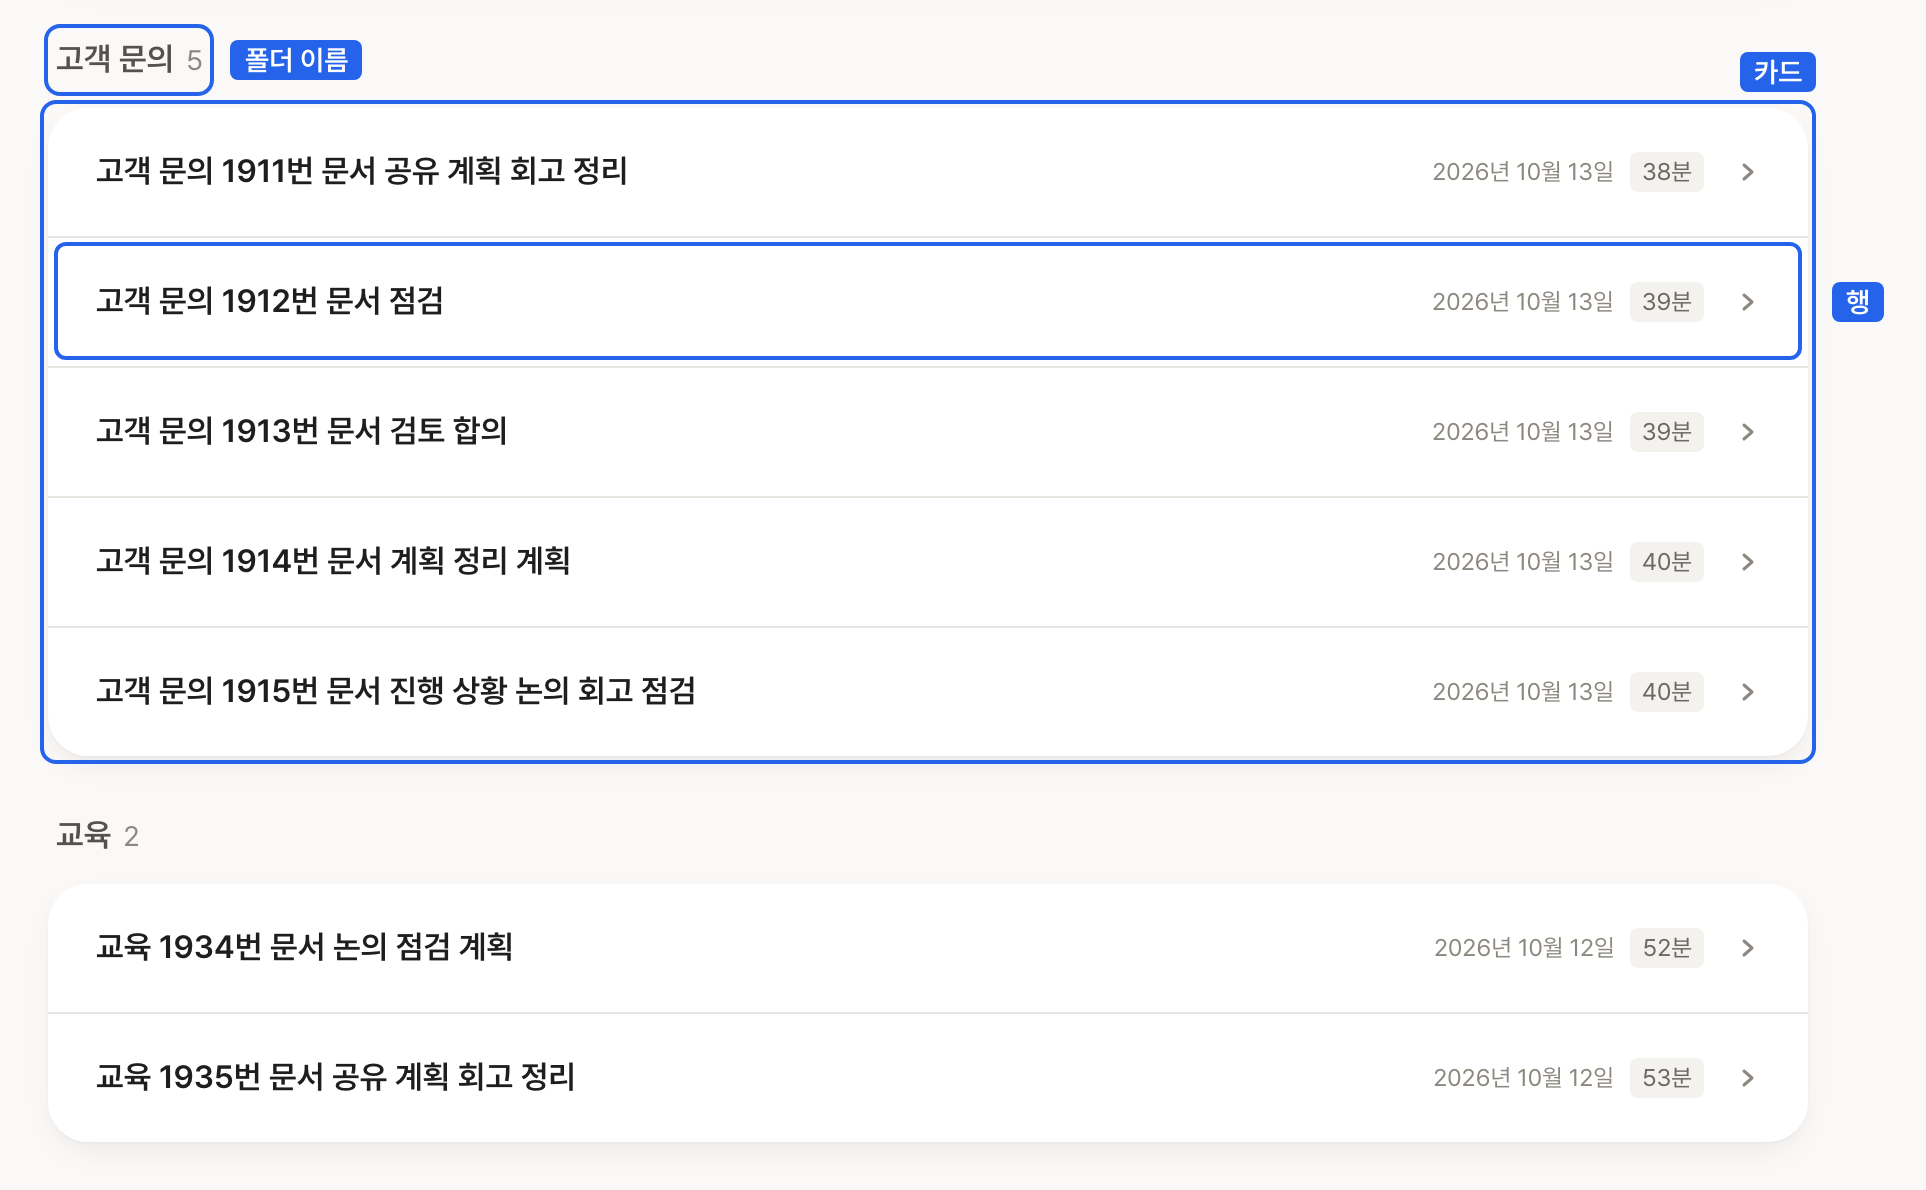 고객 문의 5 폴더 이름
카드
고객 문의 1911번 문서 공유 계획 회고 정리 2026년 10월 13일 38분
고객 문의 1912번 문서 점검 2026년 10월 13일 39분
행
고객 문의 1913번 문서 검토 합의 2026년 10월 13일 39분
고객 문의 1914번 문서 계획 정리 계획 2026년 10월 13일 40분
고객 문의 1915번 문서 진행 상황 논의 회고 점검 2026년 10월 13일 40분
교육 2
교육 1934번 문서 논의 점검 계획 2026년 10월 12일 52분
교육 1935번 문서 공유 계획 회고 정리 2026년 10월 12일 53분